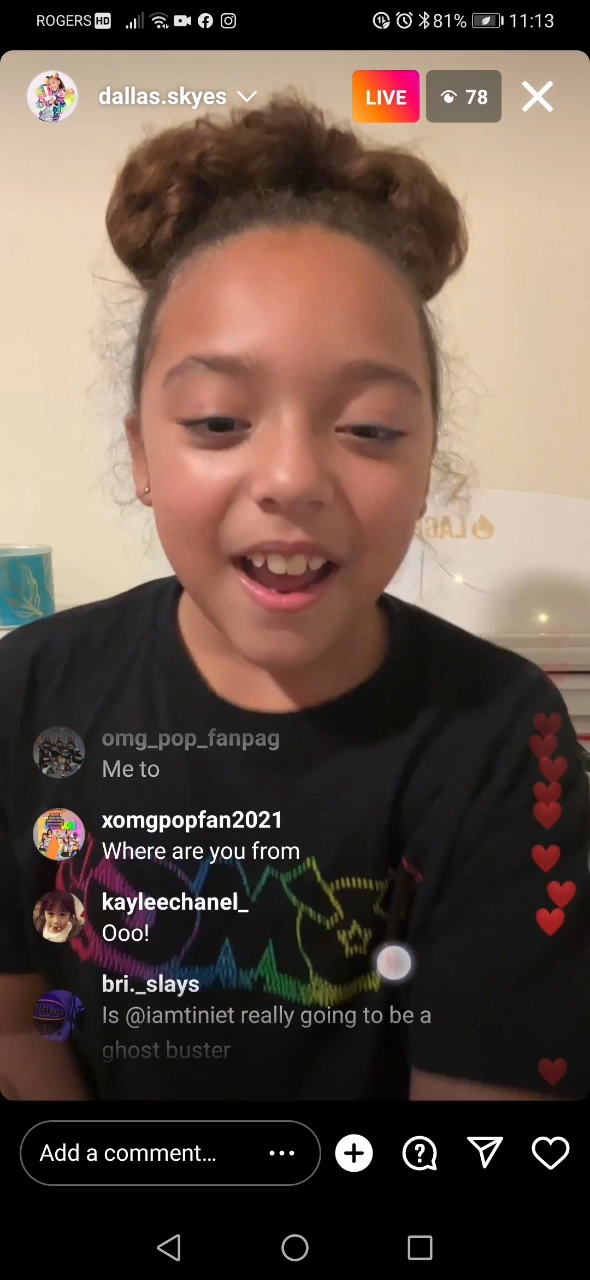 ROGERS HD 81% 11:13
dallas.skyes LIVE 78
omg_pop_fanpag
Me to
xomgpopfan2021
Where are you from
kayleechanel_
Ooo!
bri._slays
Is @iamtiniet really going to be a
ghost buster
Add a comment...